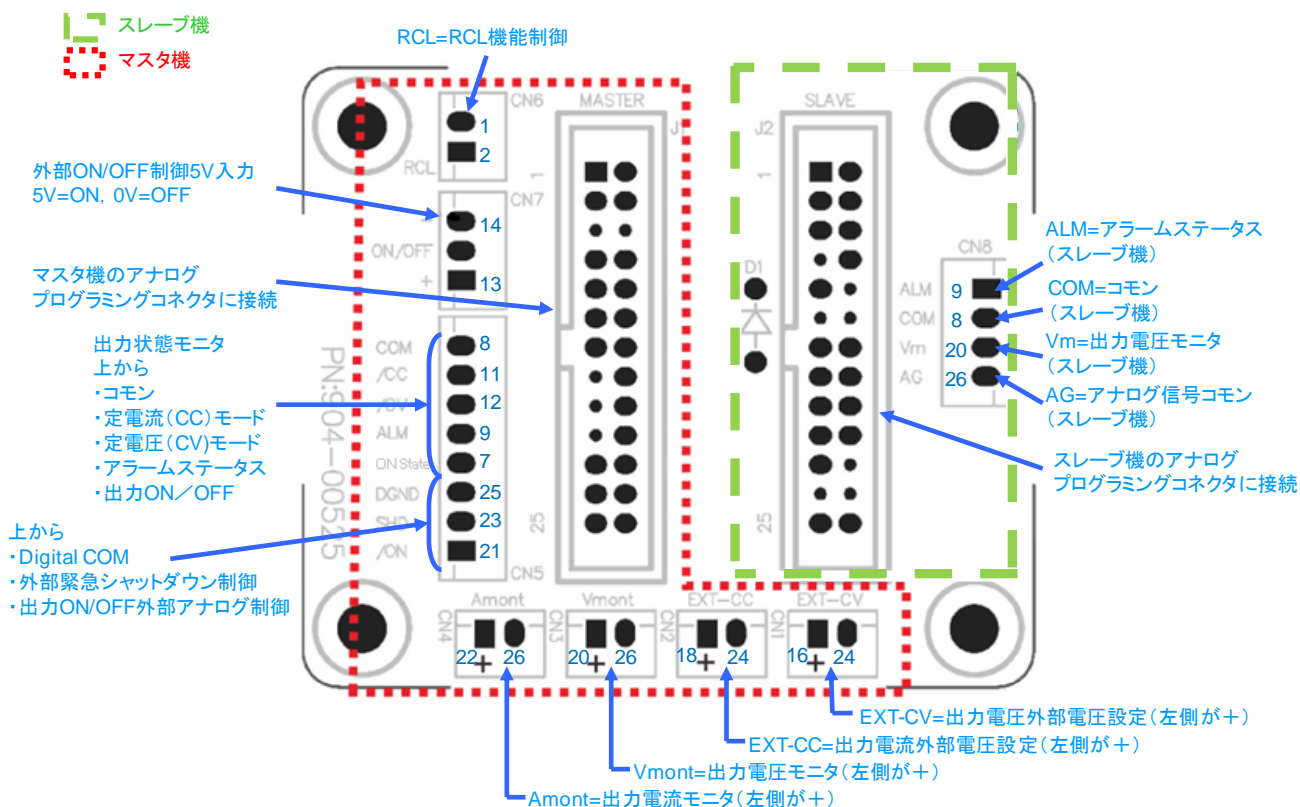 スレーブ機
マスタ機
RCL=RCL機能制御
外部ON/OFF制御5V入力
5V=ON, 0V=OFF
マスタ機のアナログ
プログラミングコネクタに接続
出力状態モニタ
上から
・コモン
・定電流(CC)モード
・定電圧(CV)モード
・アラームステータス
・出力ON/OFF
上から
・Digital COM
・外部緊急シャットダウン制御
・出力ON/OFF外部アナログ制御
PN:904-00525
CN6
1
2
RCL
CN7
-
14
ON/OFF
+
13
COM
8
/CC
11
/CV
12
ALM
9
ON State
7
DGND
25
SHD
23
/ON
21
CN5
MASTER
J1
1
25
SLAVE
J2
1
25
D1
CN8
ALM
9
COM
8
Vm
20
AG
26
ALM=アラームステータス
(スレーブ機)
COM=コモン
(スレーブ機)
Vm=出力電圧モニタ
(スレーブ機)
AG=アナログ信号コモン
(スレーブ機)
スレーブ機のアナログ
プログラミングコネクタに接続
Amont
CN4
22
+
26
Vmont
CN3
20
+
26
EXT-CC
CN2
18
+
24
EXT-CV
CN1
16
+
24
EXT-CV=出力電圧外部電圧設定(左側が+)
EXT-CC=出力電流外部電圧設定(左側が+)
Vmont=出力電圧モニタ(左側が+)
Amont=出力電流モニタ(左側が+)